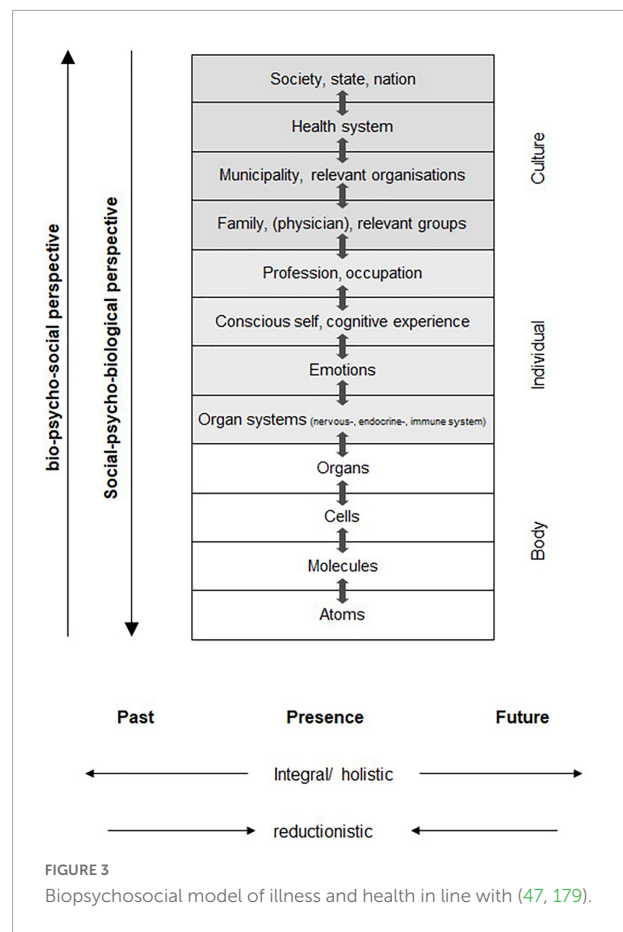 Society, state, nation
Health system
Municipality, relevant organisations
Family, (physician), relevant groups
Profession, occupation
Conscious self, cognitive experience
Emotions
Organ systems (nervous-, endocrine-, immune system)
Organs
Cells
Molecules
Atoms
bio-psycho-social perspective
Social-psycho-biological perspective
Culture
Individual
Body
Past Presence Future
Integral/ holistic
reductionistic
FIGURE 3
Biopsychosocial model of illness and health in line with (47, 179).